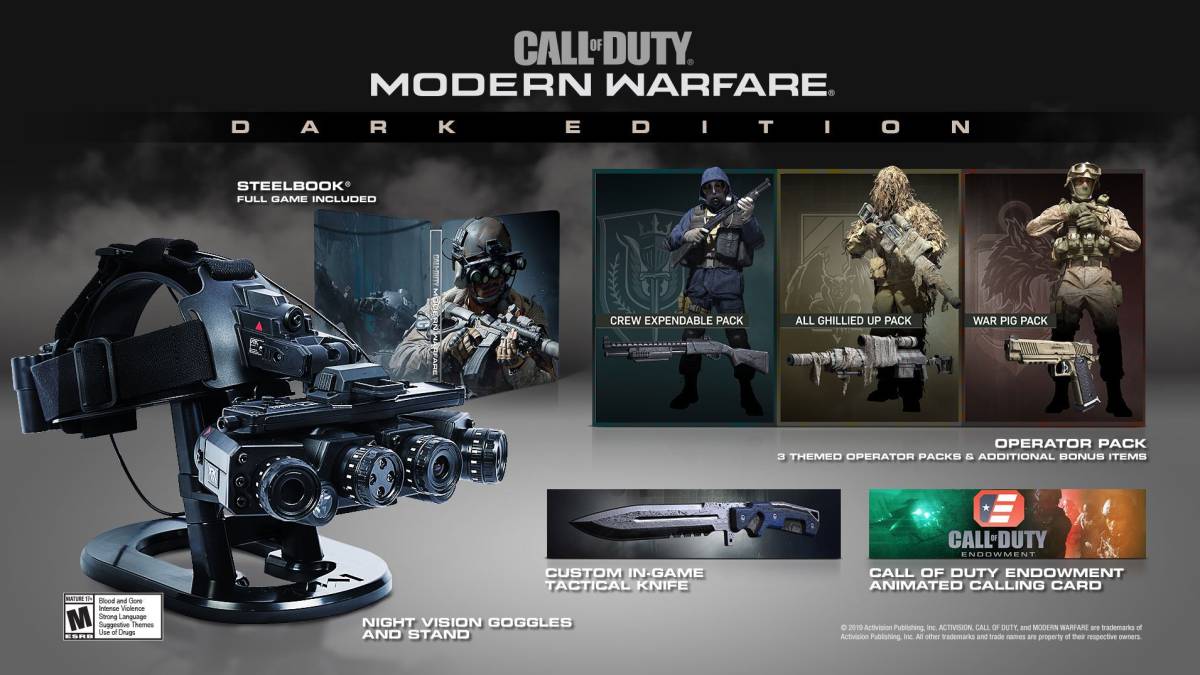 CALL OF DUTY®
MODERN WARFARE®
DARK EDITION
STEELBOOK®
FULL GAME INCLUDED
CALL OF DUTY MODERN WARFARE
CREW EXPENDABLE PACK
ALL GHILLIED UP PACK
WAR PIG PACK
OPERATOR PACK
3 THEMED OPERATOR PACKS & ADDITIONAL BONUS ITEMS
CALL OF DUTY
ENDOWMENT
CUSTOM IN-GAME
TACTICAL KNIFE
CALL OF DUTY ENDOWMENT
ANIMATED CALLING CARD
NIGHT VISION GOGGLES
AND STAND
MATURE 17+
M
ESRB
Blood and Gore
Intense Violence
Strong Language
Suggestive Themes
Use of Drugs
© 2019 Activision Publishing, Inc. ACTIVISION, CALL OF DUTY, and MODERN WARFARE are trademarks of
Activision Publishing, Inc. All other trademarks and trade names are property of their respective owners.